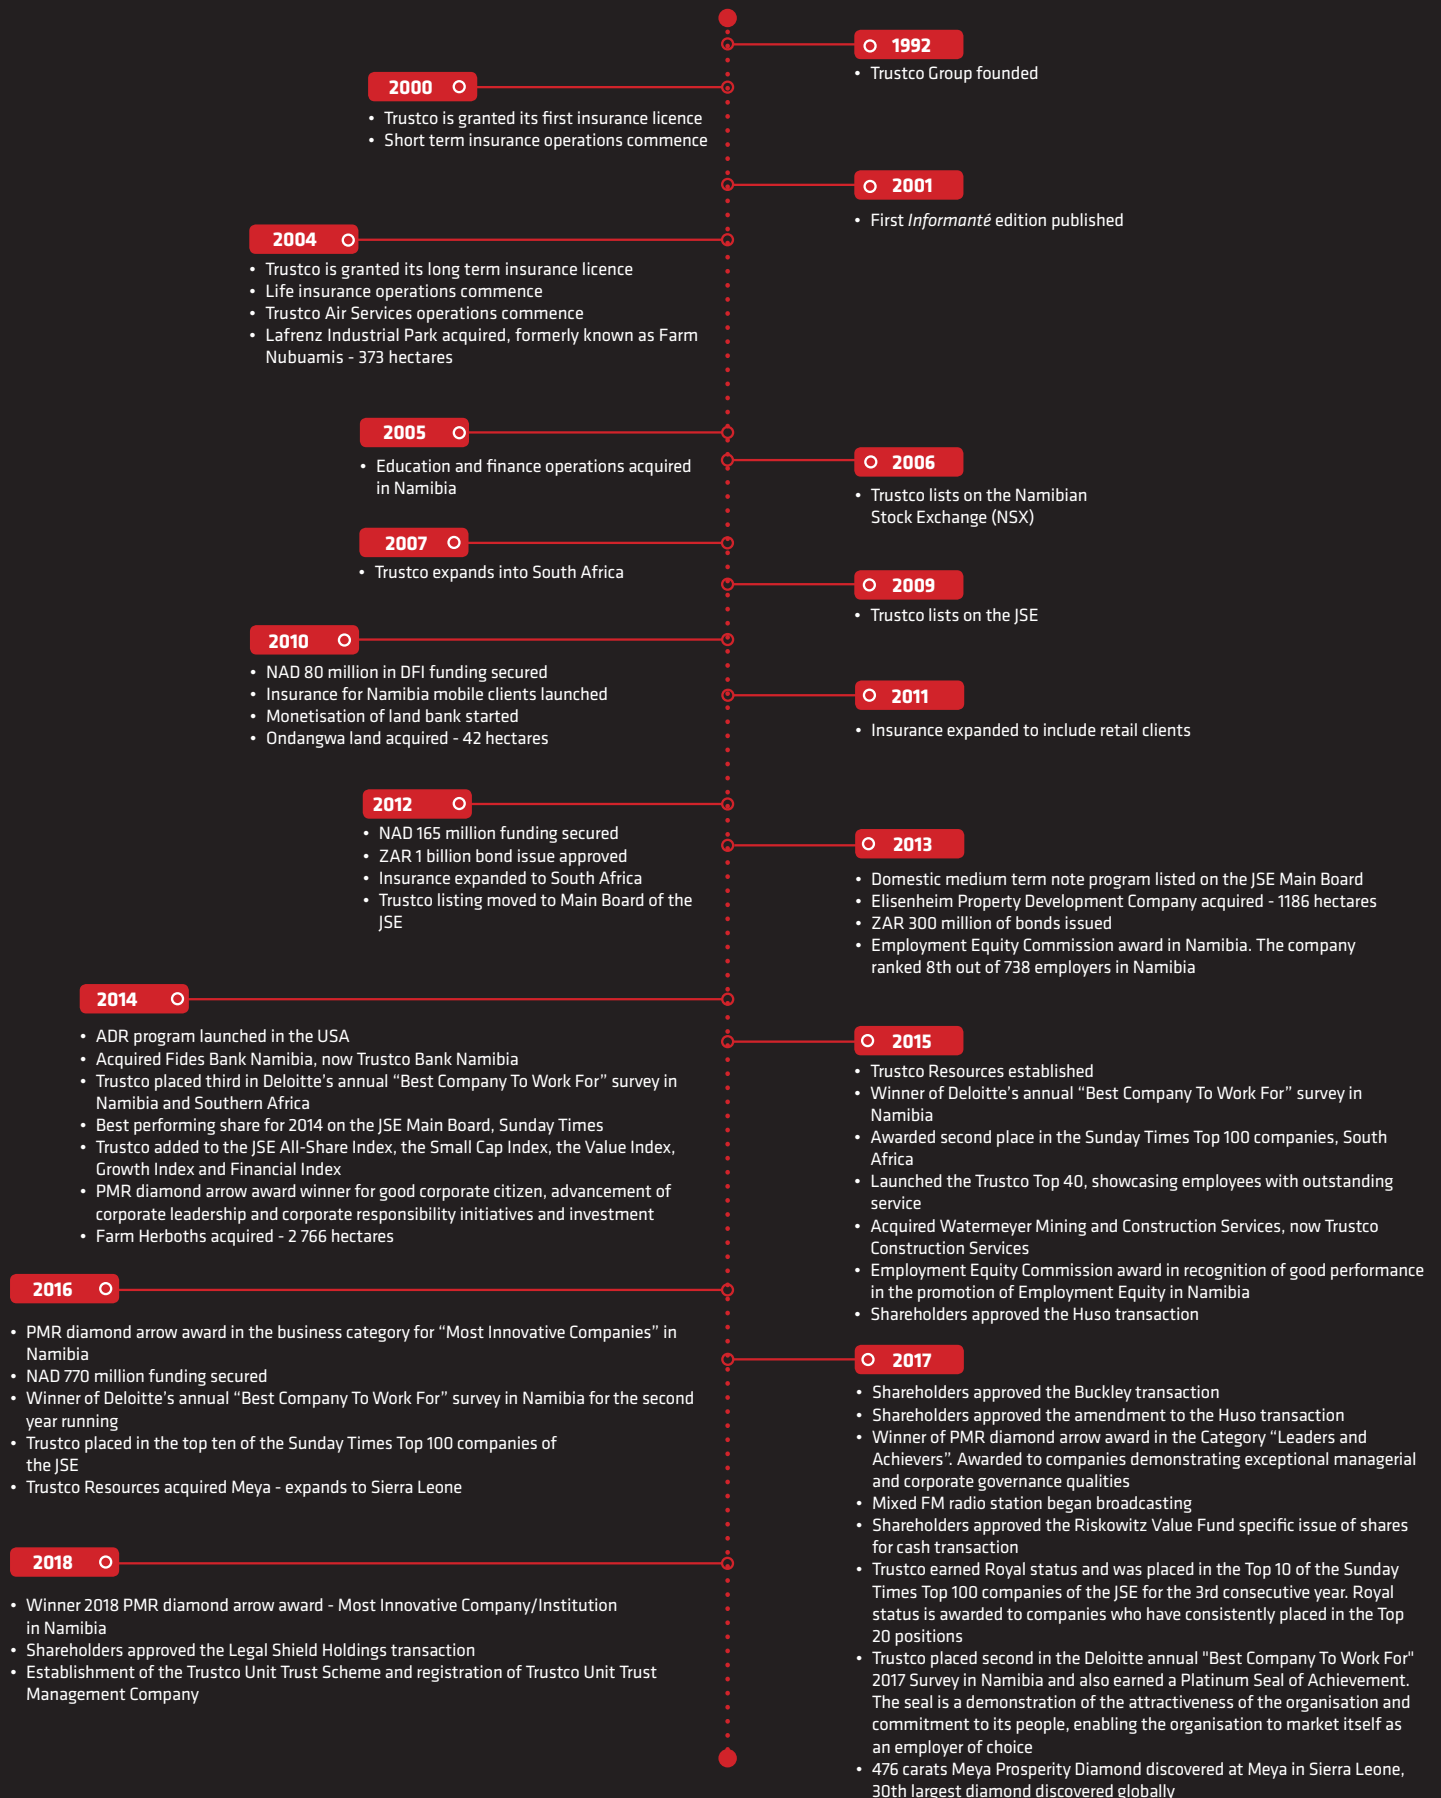 1992
• Trustco Group founded
2000
• Trustco is granted its first insurance licence
• Short term insurance operations commence
2001
• First Informanté edition published
2004
• Trustco is granted its long term insurance licence
• Life insurance operations commence
• Trustco Air Services operations commence
• Lafrenz Industrial Park acquired, formerly known as Farm
Nubuamis - 373 hectares
2005
• Education and finance operations acquired
in Namibia
2006
• Trustco lists on the Namibian
Stock Exchange (NSX)
2007
• Trustco expands into South Africa
2009
• Trustco lists on the JSE
2010
• NAD 80 million in DFI funding secured
• Insurance for Namibia mobile clients launched
• Monetisation of land bank started
• Ondangwa land acquired - 42 hectares
2011
• Insurance expanded to include retail clients
2012
• NAD 165 million funding secured
• ZAR 1 billion bond issue approved
• Insurance expanded to South Africa
• Trustco listing moved to Main Board of the
JSE
2013
• Domestic medium term note program listed on the JSE Main Board
• Elisenheim Property Development Company acquired - 1186 hectares
• ZAR 300 million of bonds issued
• Employment Equity Commission award in Namibia. The company
ranked 8th out of 738 employers in Namibia
2014
• ADR program launched in the USA
• Acquired Fides Bank Namibia, now Trustco Bank Namibia
• Trustco placed third in Deloitte's annual “Best Company To Work For” survey in
Namibia and Southern Africa
• Best performing share for 2014 on the JSE Main Board, Sunday Times
• Trustco added to the JSE All-Share Index, the Small Cap Index, the Value Index,
Growth Index and Financial Index
• PMR diamond arrow award winner for good corporate citizen, advancement of
corporate leadership and corporate responsibility initiatives and investment
• Farm Herboths acquired - 2 766 hectares
2015
• Trustco Resources established
• Winner of Deloitte's annual “Best Company To Work For” survey in
Namibia
• Awarded second place in the Sunday Times Top 100 companies, South
Africa
• Launched the Trustco Top 40, showcasing employees with outstanding
service
• Acquired Watermeyer Mining and Construction Services, now Trustco
Construction Services
• Employment Equity Commission award in recognition of good performance
in the promotion of Employment Equity in Namibia
• Shareholders approved the Huso transaction
2016
• PMR diamond arrow award in the business category for “Most Innovative Companies” in
Namibia
• NAD 770 million funding secured
• Winner of Deloitte's annual “Best Company To Work For” survey in Namibia for the second
year running
• Trustco placed in the top ten of the Sunday Times Top 100 companies of
the JSE
• Trustco Resources acquired Meya - expands to Sierra Leone
2017
• Shareholders approved the Buckley transaction
• Shareholders approved the amendment to the Huso transaction
• Winner of PMR diamond arrow award in the Category “Leaders and
Achievers”. Awarded to companies demonstrating exceptional managerial
and corporate governance qualities
• Mixed FM radio station began broadcasting
• Shareholders approved the Riskowitz Value Fund specific issue of shares
for cash transaction
• Trustco earned Royal status and was placed in the Top 10 of the Sunday
Times Top 100 companies of the JSE for the 3rd consecutive year. Royal
status is awarded to companies who have consistently placed in the Top
20 positions
• Trustco placed second in the Deloitte annual "Best Company To Work For"
2017 Survey in Namibia and also earned a Platinum Seal of Achievement.
The seal is a demonstration of the attractiveness of the organisation and
commitment to its people, enabling the organisation to market itself as
an employer of choice
• 476 carats Meya Prosperity Diamond discovered at Meya in Sierra Leone,
30th largest diamond discovered globally
2018
• Winner 2018 PMR diamond arrow award - Most Innovative Company/Institution
in Namibia
• Shareholders approved the Legal Shield Holdings transaction
• Establishment of the Trustco Unit Trust Scheme and registration of Trustco Unit Trust
Management Company